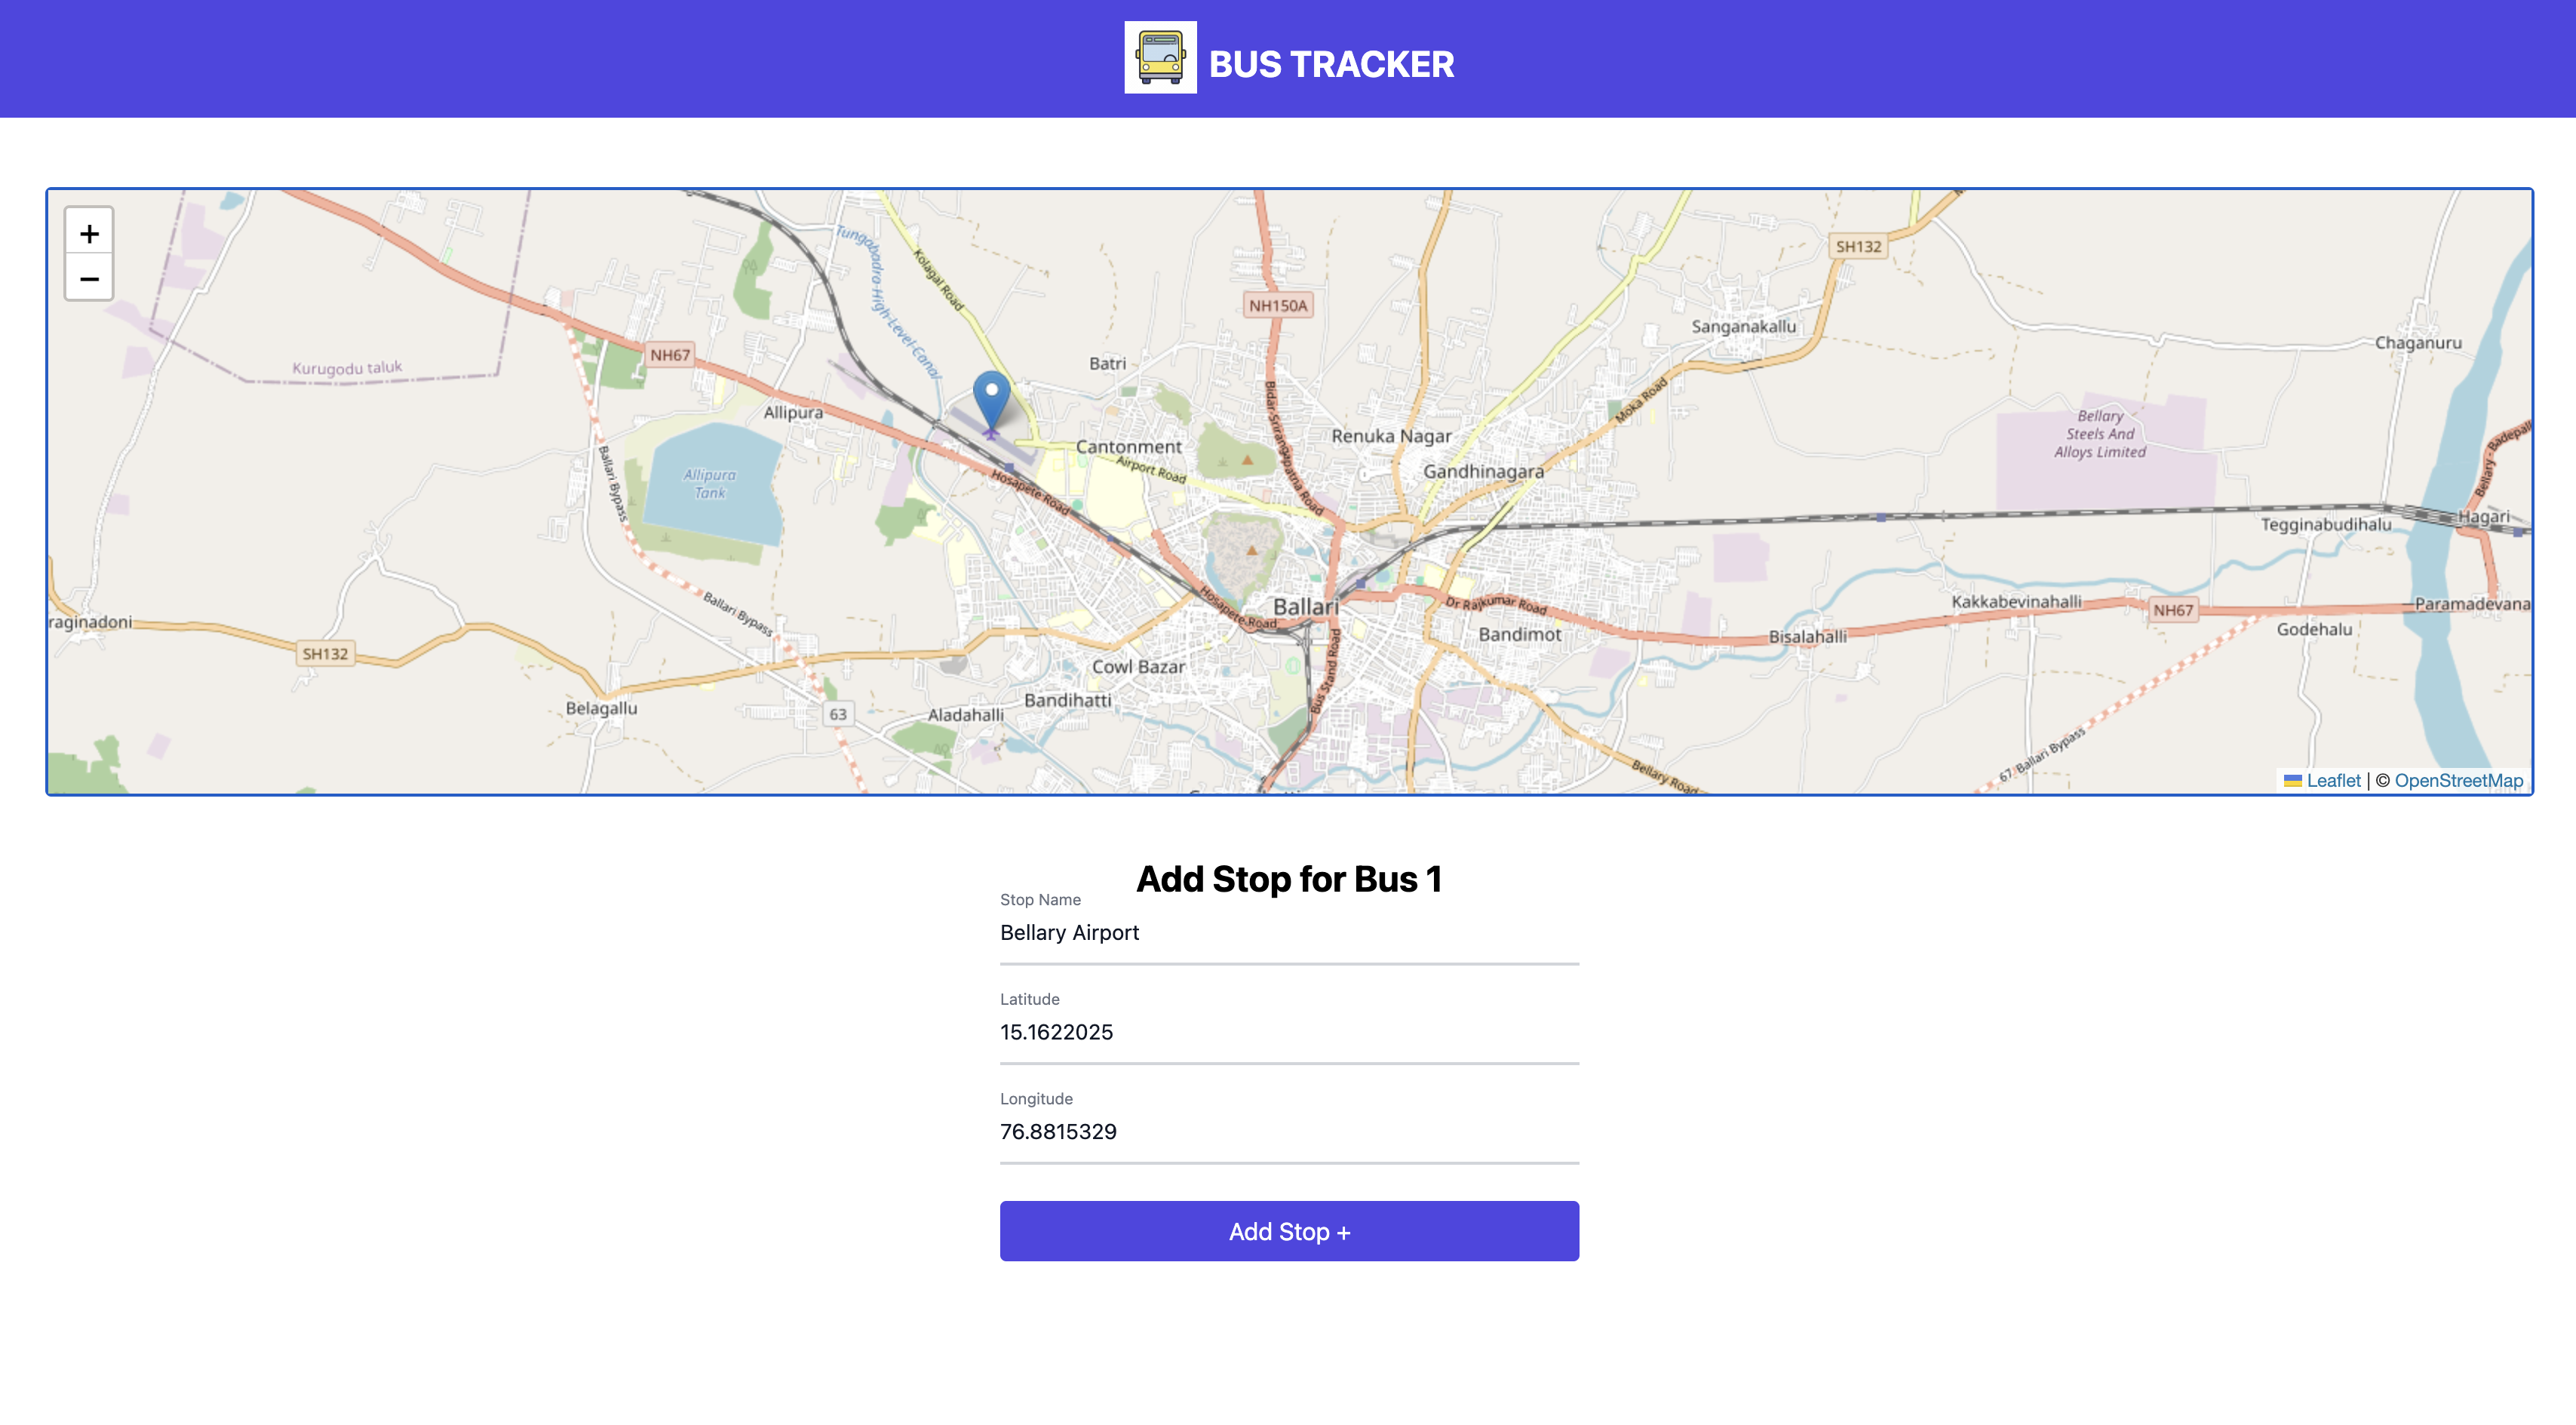 BUS TRACKER
+
−
Kurugodu taluk
NH67
Tungabadra High-Level Canal
Kolagal Road
Batri
NH150A
Bidar-Srirangapatna Road
SH132
Sanganakallu
Chaganuru
Allipura
Cantonment
Airport Road
Renuka Nagar
Gandhinagara
Moka Road
Bellary
Steels And
Alloys Limited
Allipura
Tank
Ballari Bypass
Hosapete Road
Tegginabudihalu
Hagari
raginadoni
SH132
Ballari Bypass
Hosapete Road
Ballari
Dr Rajkumar Road
Bandimot
Bisalahalli
Kakkabevinahalli
NH67
Godehalu
Paramadevana
Belagallu
63
Aladahalli
Bandihatti
Cowl Bazar
Bus Stand Road
Bellary Road
67, Ballari Bypass
Leaflet | © OpenStreetMap
Add Stop for Bus 1
Stop Name
Bellary Airport
Latitude
15.1622025
Longitude
76.8815329
Add Stop +